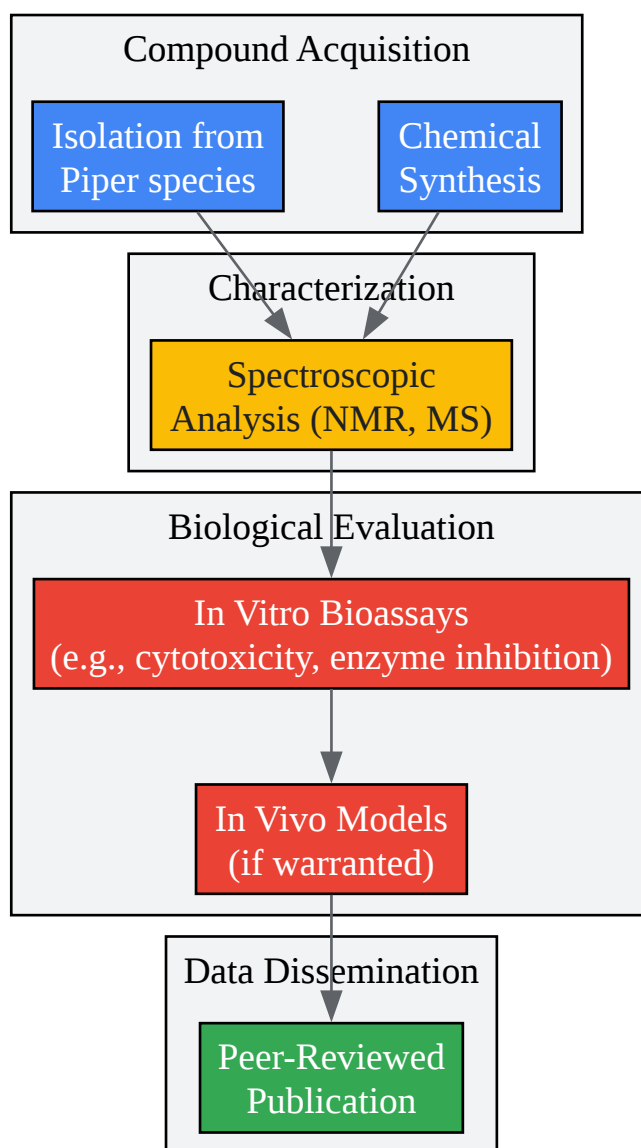 Compound Acquisition
Isolation from
Piper species
Chemical
Synthesis
Characterization
Spectroscopic
Analysis (NMR, MS)
Biological Evaluation
In Vitro Bioassays
(e.g., cytotoxicity, enzyme inhibition)
In Vivo Models
(if warranted)
Data Dissemination
Peer-Reviewed
Publication